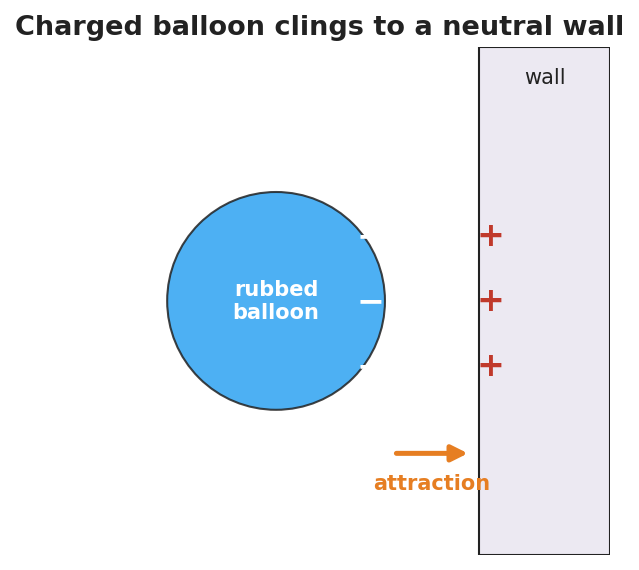 Charged balloon clings to a neutral wall
wall
+
rubbed
balloon
−
+
+
attraction